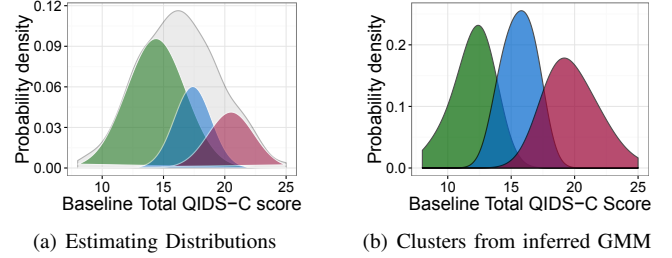 0.12
0.09
0.06
0.03
0.00
Probability density
10 15 20 25
Baseline Total QIDS−C score
(a) Estimating Distributions
0.2
0.1
0.0
Probability density
10 15 20 25
Baseline Total QIDS−C Score
(b) Clusters from inferred GMM